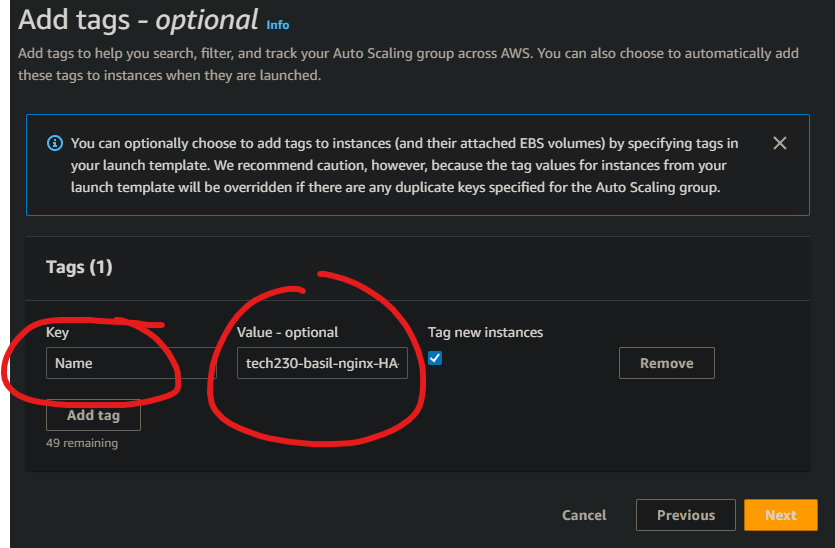 Add tags - optional Info
Add tags to help you search, filter, and track your Auto Scaling group across AWS. You can also choose to automatically add
these tags to instances when they are launched.
You can optionally choose to add tags to instances (and their attached EBS volumes) by specifying tags in
your launch template. We recommend caution, however, because the tag values for instances from your
launch template will be overridden if there are any duplicate keys specified for the Auto Scaling group.
Tags (1)
Key Value - optional Tag new instances
Name tech230-basil-nginx-HA- Remove
Add tag
49 remaining
Cancel Previous Next